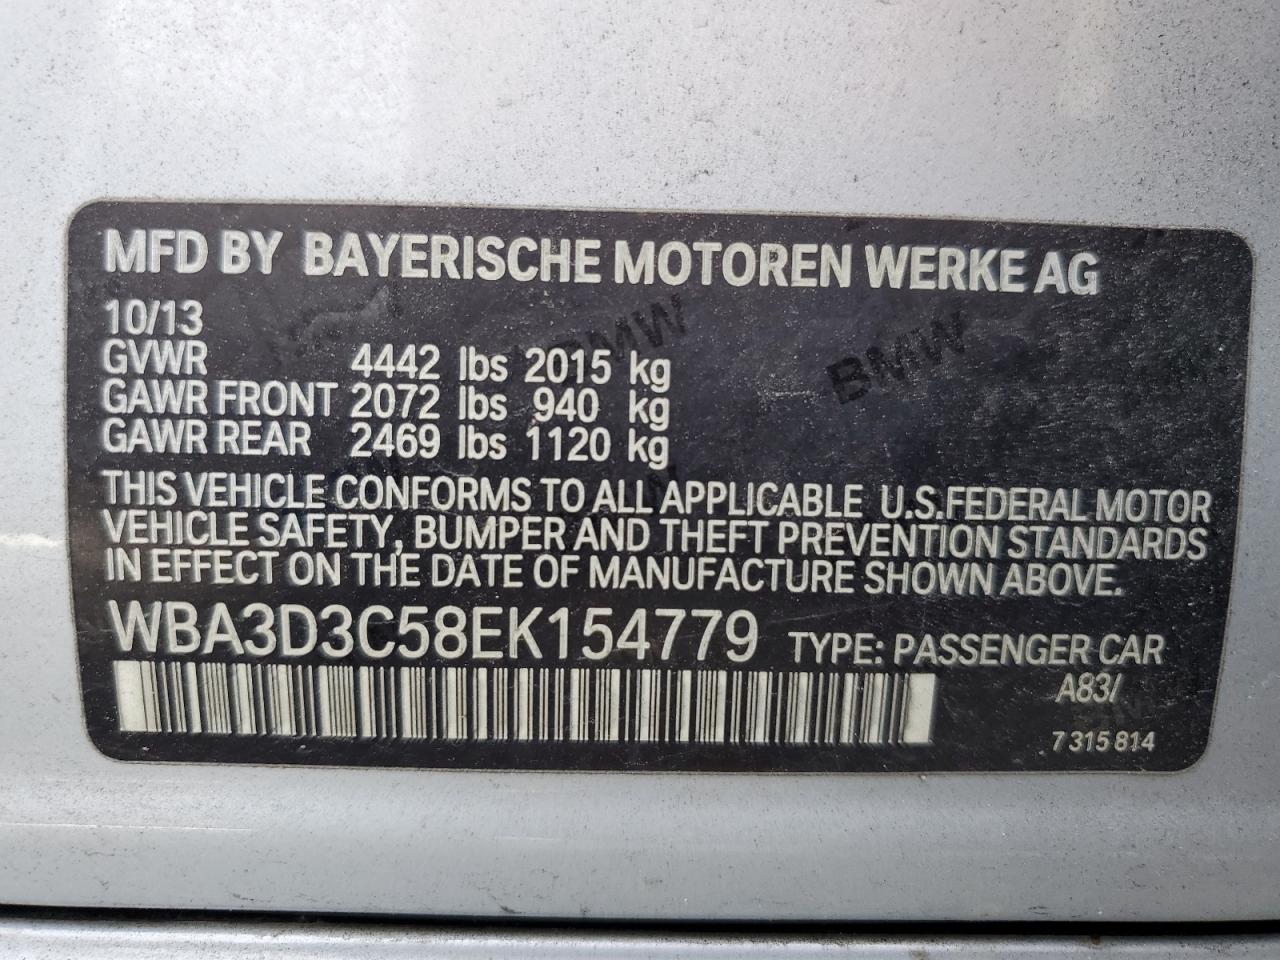 MFD BY BAYERISCHE MOTOREN WERKE AG
10/13
GVWR 4442 lbs 2015 kg
GAWR FRONT 2072 lbs 940 kg
GAWR REAR 2469 lbs 1120 kg
THIS VEHICLE CONFORMS TO ALL APPLICABLE U.S.FEDERAL MOTOR
VEHICLE SAFETY, BUMPER AND THEFT PREVENTION STANDARDS
IN EFFECT ON THE DATE OF MANUFACTURE SHOWN ABOVE.
WBA3D3C58EK154779 TYPE: PASSENGER CAR
A83/
7 315 814
BMW
BMW